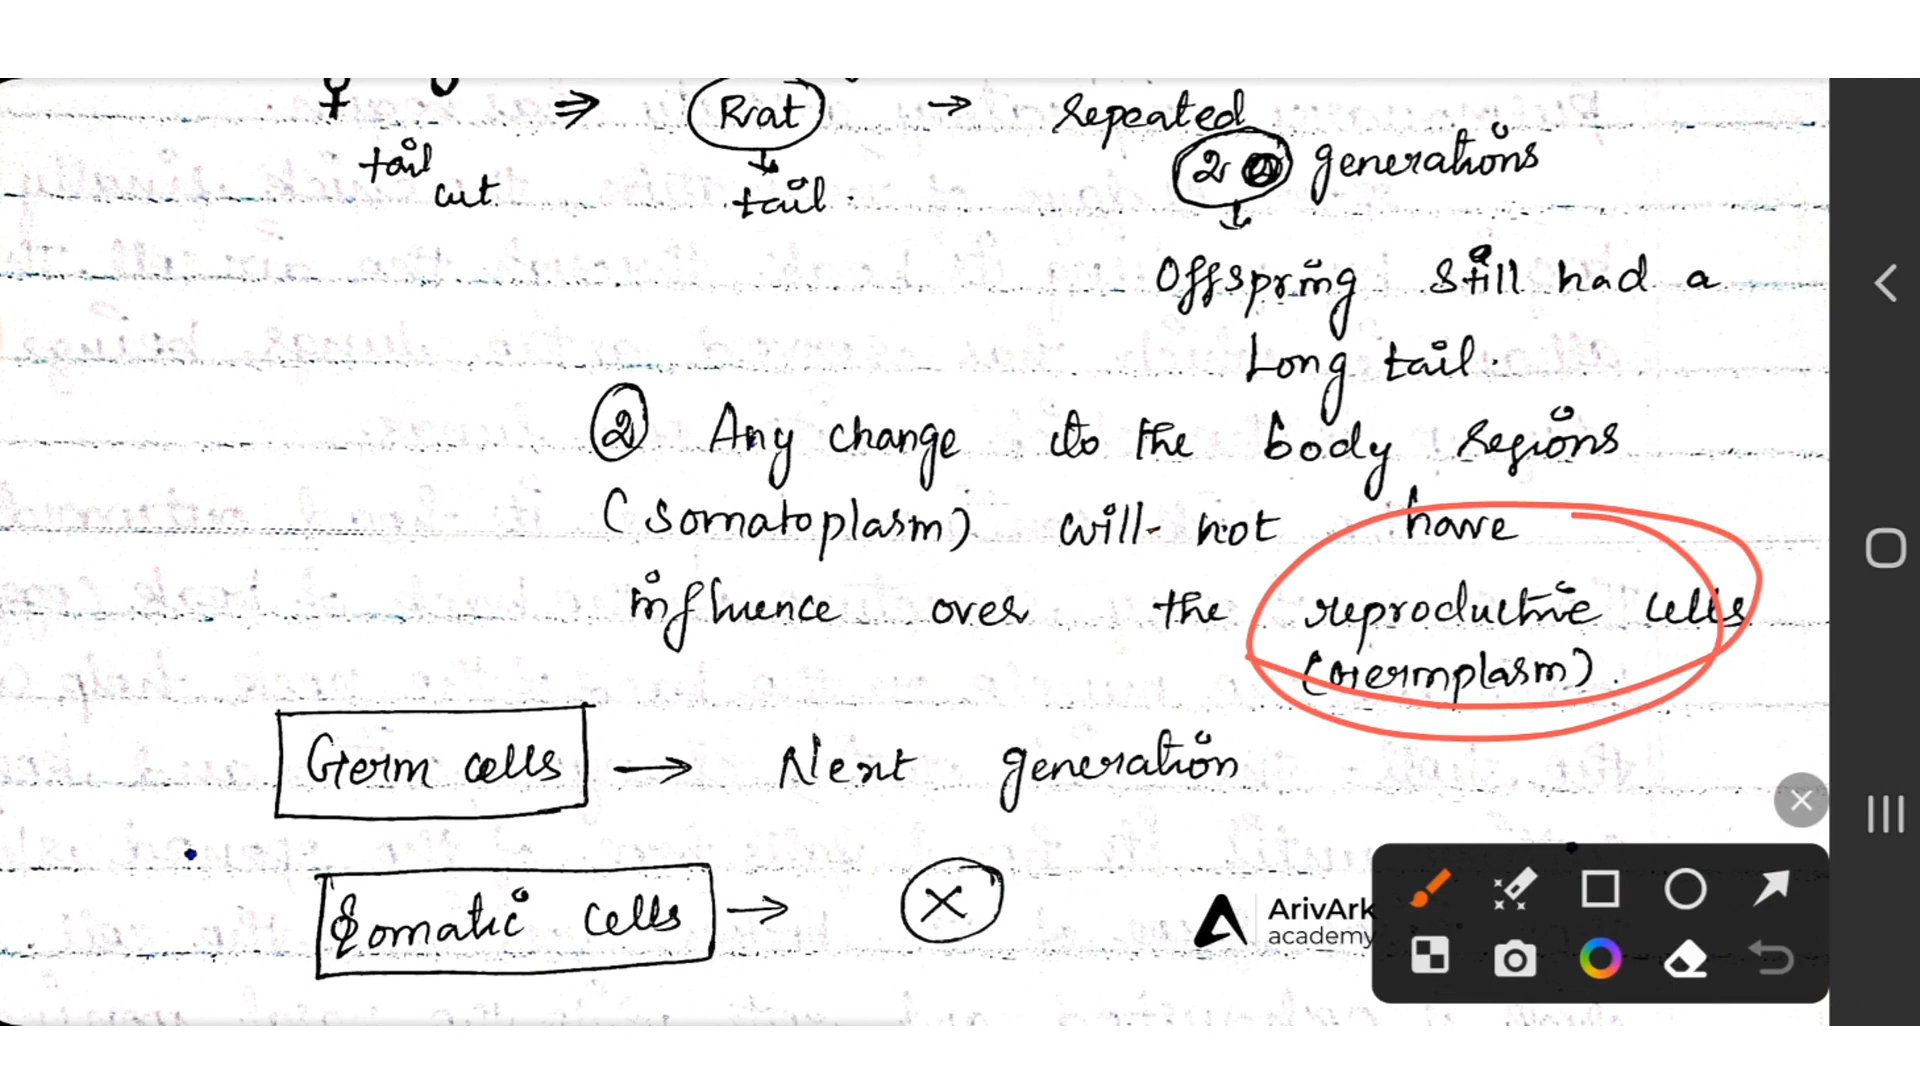 Rat → repeated
tail cut tail 2 generations
Offspring still had a
Long tail.
② Any change to the body regions
(somatoplasm) will not have
influence over the reproductive cells
(Germplasm).
Germ cells → Next generation
Somatic cells → X
ArivArk
academy